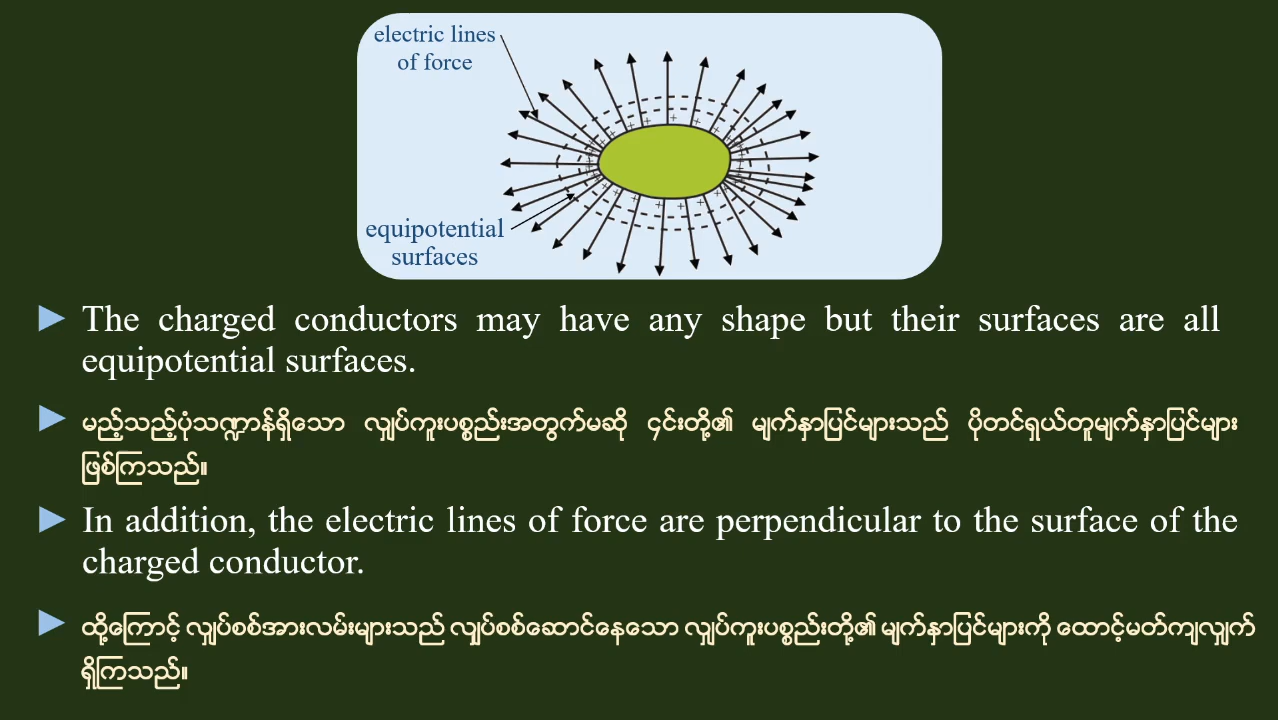 electric lines
of force
equipotential
surfaces
The charged conductors may have any shape but their surfaces are all
equipotential surfaces.
မည့်သည့်ပုံသဏ္ဍာန်ရှိသော လျှပ်ကူးပစ္စည်းအတွက်မဆို ၄င်းတို့၏ မျက်နှာပြင်များသည် ပိုတင်ရှယ်တူမျက်နှာပြင်များ
ဖြစ်ကြသည်။
In addition, the electric lines of force are perpendicular to the surface of the
charged conductor.
ထို့ကြောင့် လျှပ်စစ်အားလမ်းများသည် လျှပ်စစ်ဆောင်နေသော လျှပ်ကူးပစ္စည်းတို့၏ မျက်နှာပြင်များကို ထောင့်မတ်ကျလျှက်
ရှိကြသည်။